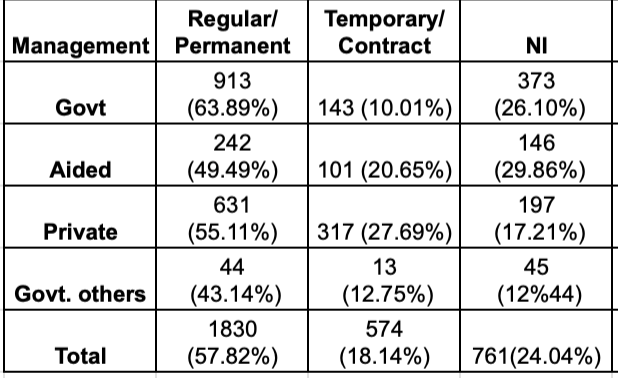 Management Regular/ Permanent Temporary/ Contract NI
Govt 913 (63.89%) 143 (10.01%) 373 (26.10%)
Aided 242 (49.49%) 101 (20.65%) 146 (29.86%)
Private 631 (55.11%) 317 (27.69%) 197 (17.21%)
Govt. others 44 (43.14%) 13 (12.75%) 45 (12%44)
Total 1830 (57.82%) 574 (18.14%) 761(24.04%)